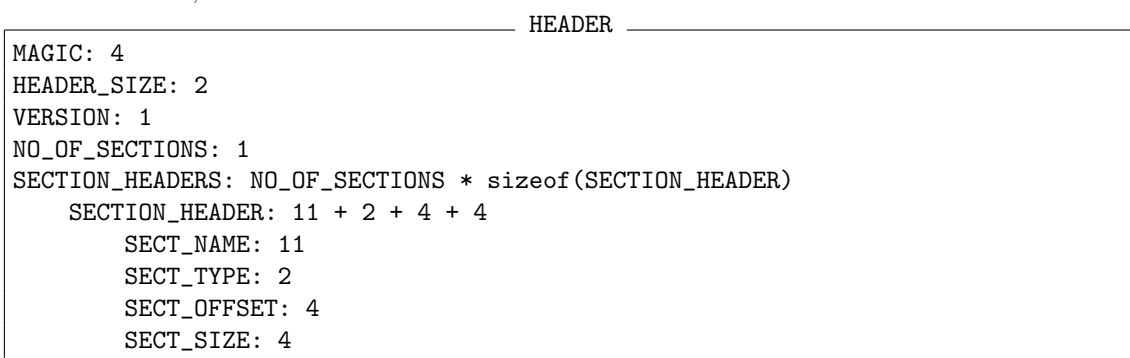 HEADER
MAGIC: 4
HEADER_SIZE: 2
VERSION: 1
NO_OF_SECTIONS: 1
SECTION_HEADERS: NO_OF_SECTIONS * sizeof(SECTION_HEADER)
    SECTION_HEADER: 11 + 2 + 4 + 4
        SECT_NAME: 11
        SECT_TYPE: 2
        SECT_OFFSET: 4
        SECT_SIZE: 4